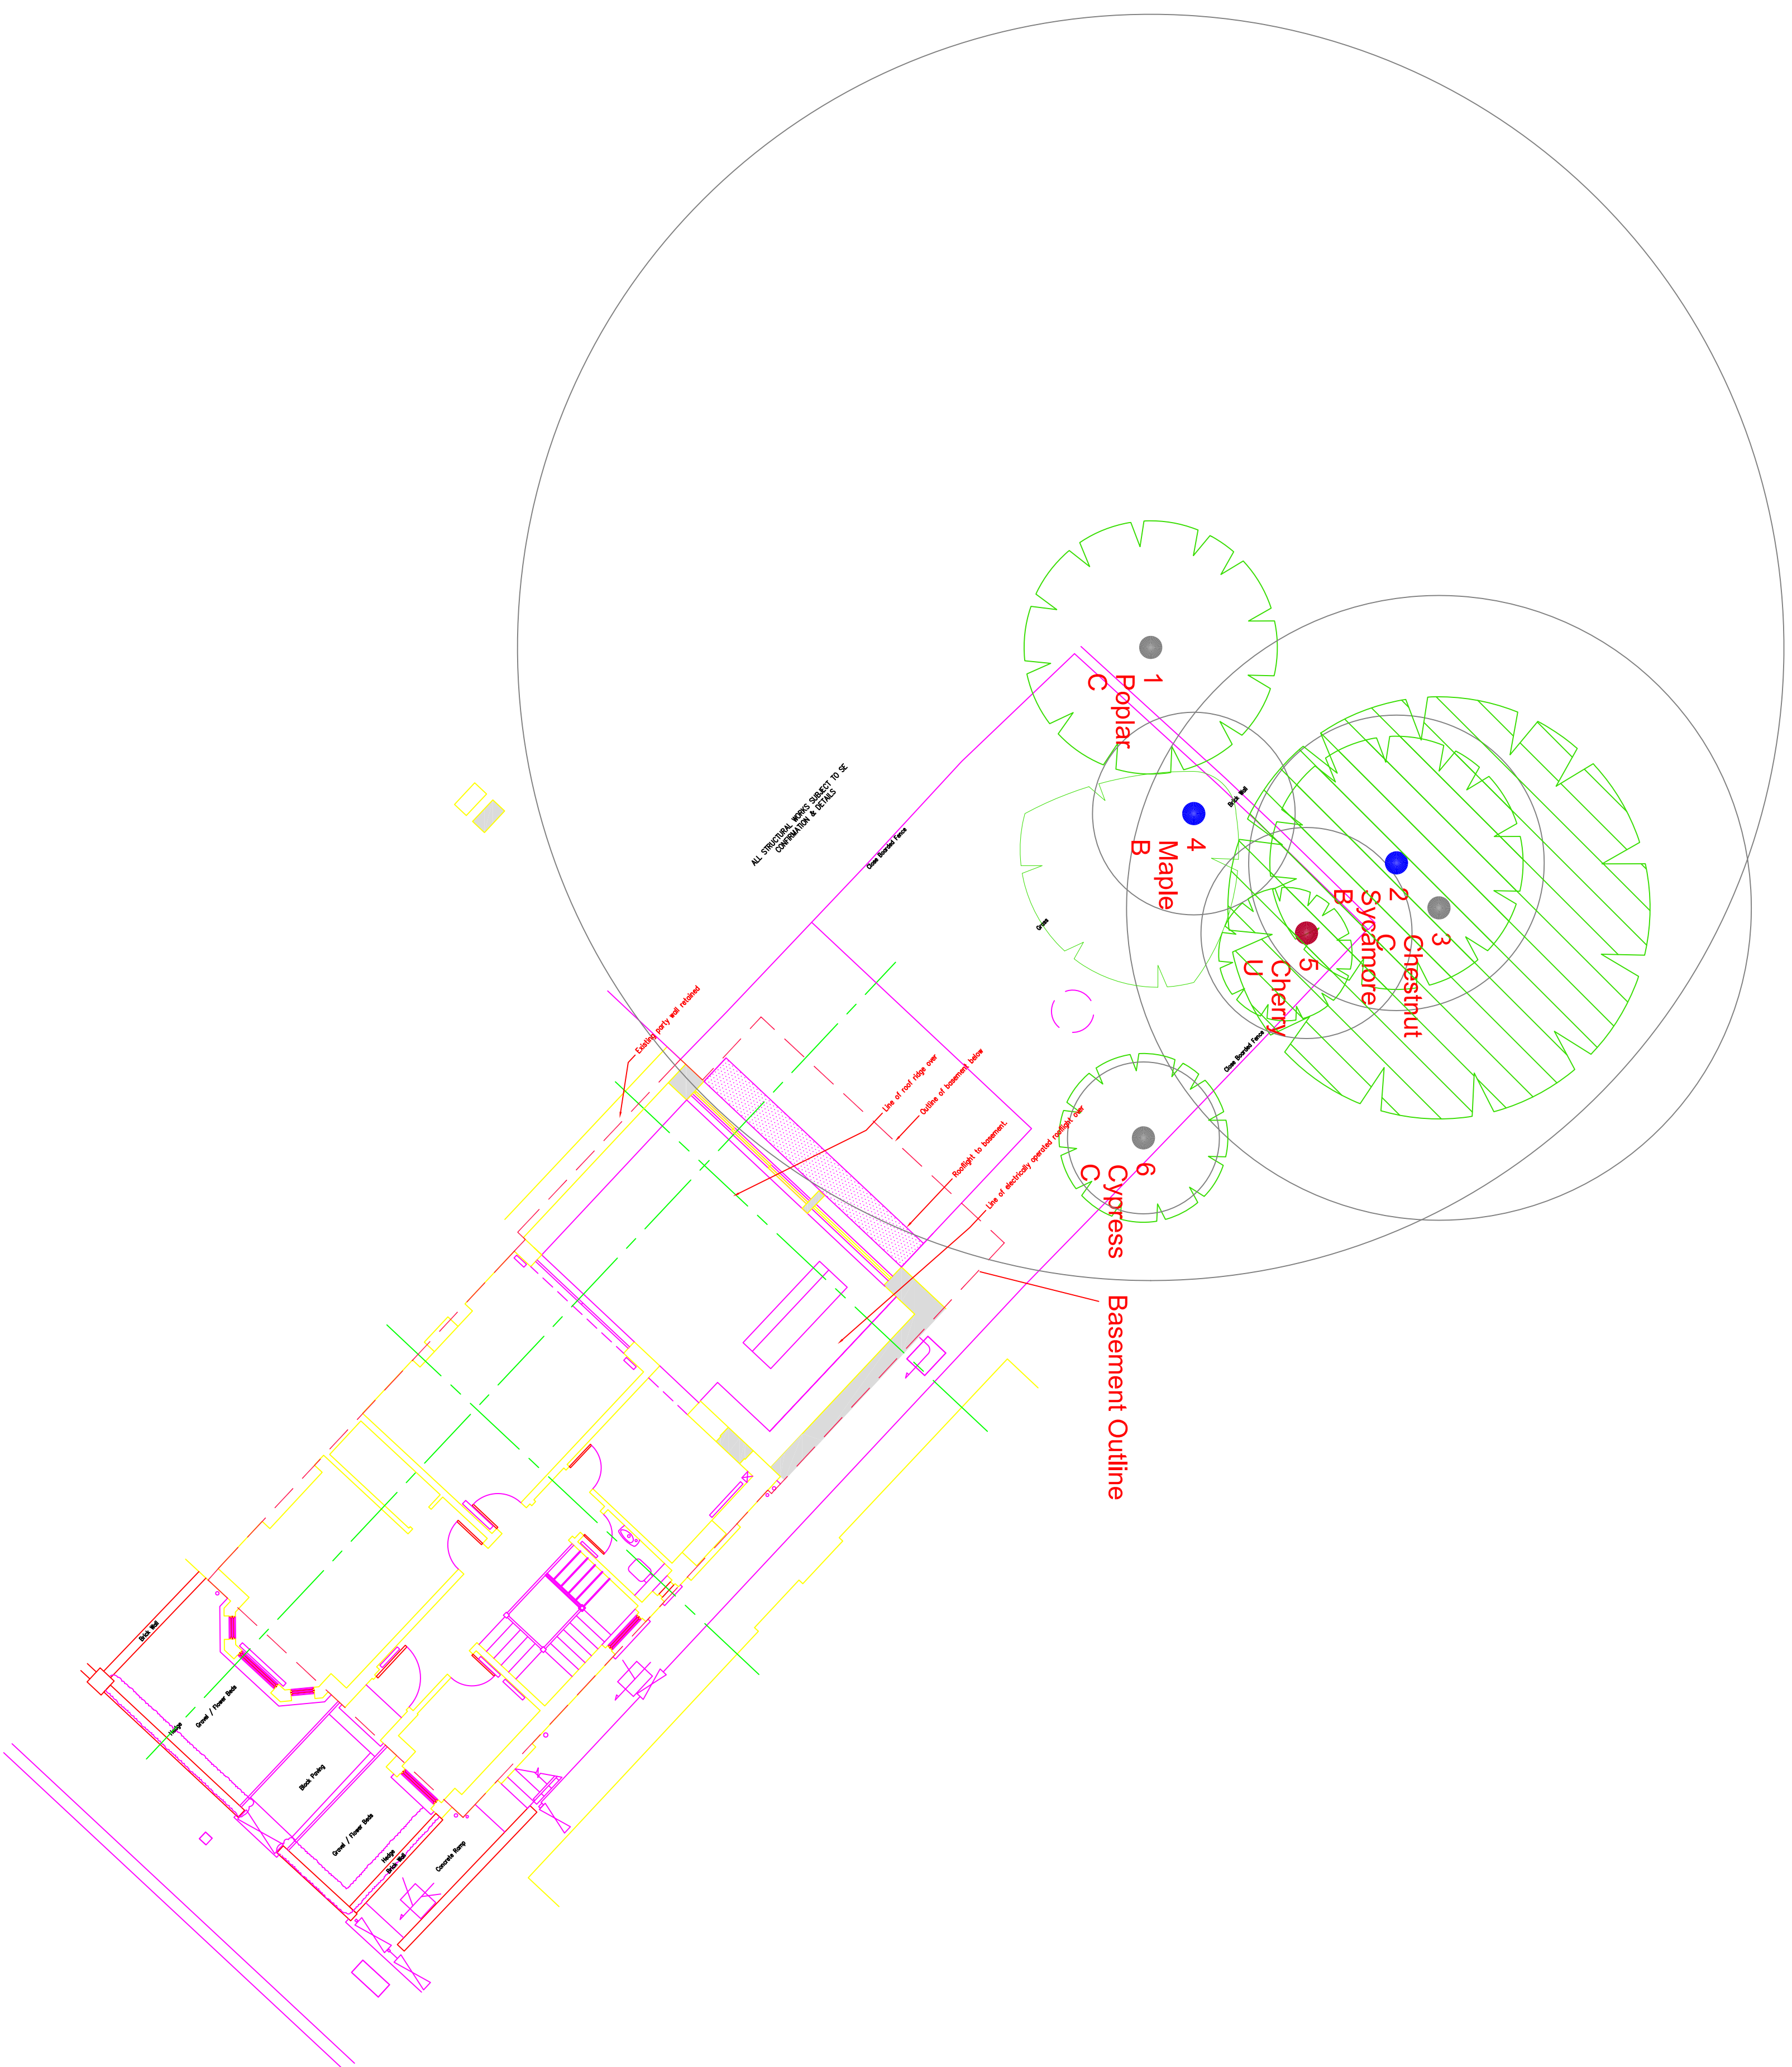 ALL STRUCTURAL WORKS SUBJECT TO SE
CONFIRMATION & DETAILS
Close Boarded Fence
Brick Wall
Grass
1
Poplar
C
4
Maple
B
2
Sycamore
B
3
Chestnut
C
5
Cherry
U
Close Boarded Fence
6
Cypress
C
Existing party wall retained
Line of roof ridge over
Outline of basement below
Rooflight to basement.
Line of electrically operated rooflight over
Basement Outline
Brick Wall
Gravel / Flower Beds
Hedge
Block Paving
Gravel / Flower Beds
Hedge
Brick Wall
Concrete Ramp